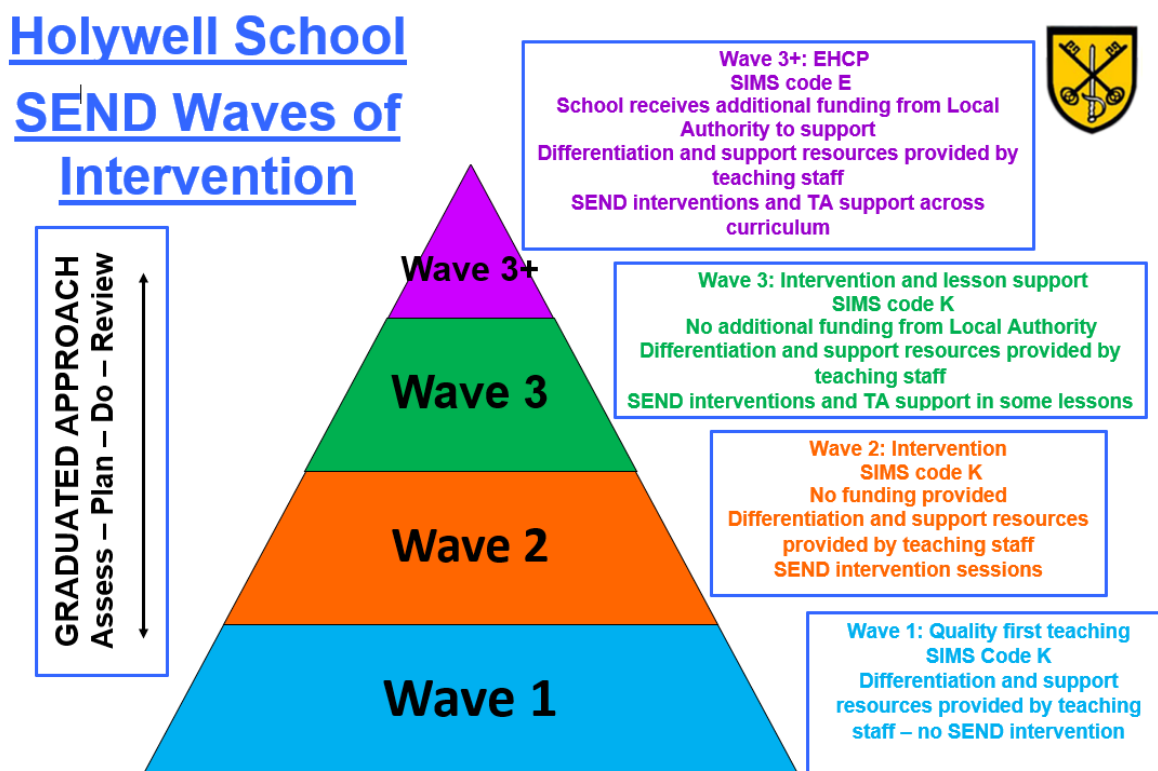 Holywell School
SEND Waves of
Intervention
GRADUATED APPROACH
Assess – Plan – Do – Review
Wave 3+
Wave 3
Wave 2
Wave 1
Wave 3+: EHCP
SIMS code E
School receives additional funding from Local
Authority to support
Differentiation and support resources provided by
teaching staff
SEND interventions and TA support across
curriculum
Wave 3: Intervention and lesson support
SIMS code K
No additional funding from Local Authority
Differentiation and support resources provided by
teaching staff
SEND interventions and TA support in some lessons
Wave 2: Intervention
SIMS code K
No funding provided
Differentiation and support resources
provided by teaching staff
SEND intervention sessions
Wave 1: Quality first teaching
SIMS Code K
Differentiation and support
resources provided by teaching
staff – no SEND intervention